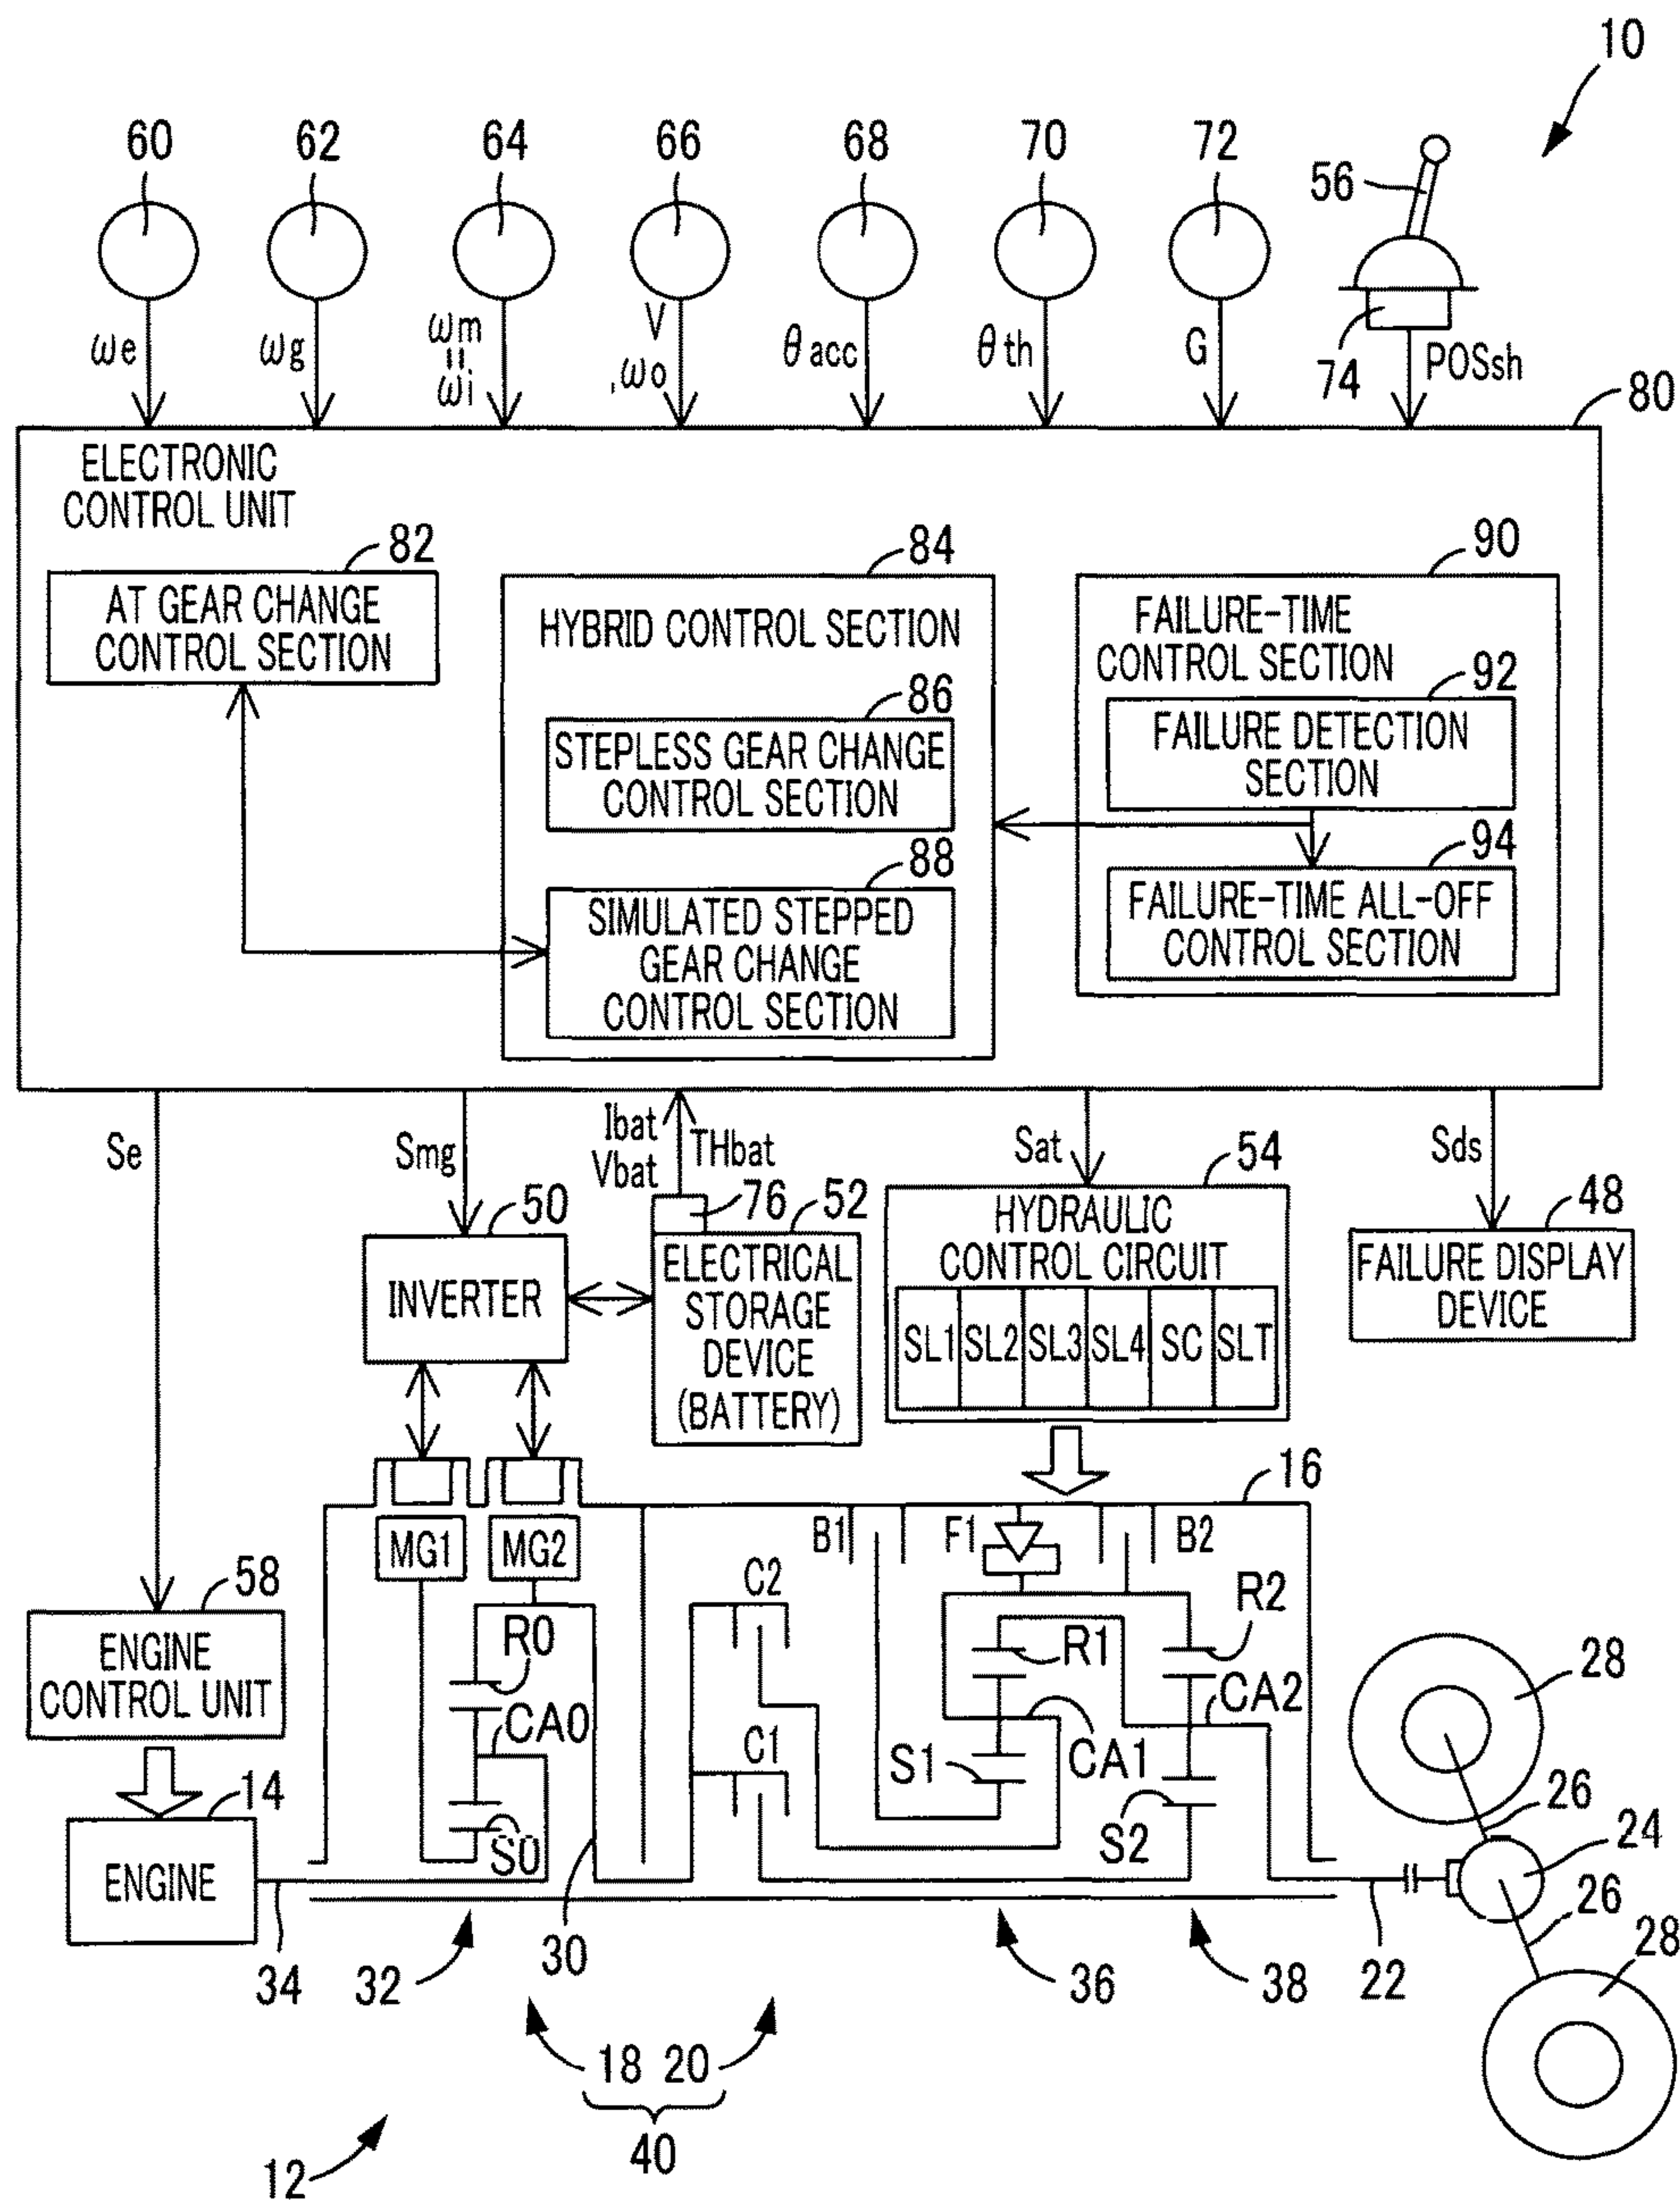 10
60 62 64 66 68 70 72
56
ωe ωg ωm = ωi V ,ωo θacc θth G 74 POSsh
80
ELECTRONIC
CONTROL UNIT
82 84 90
AT GEAR CHANGE
CONTROL SECTION
HYBRID CONTROL SECTION
FAILURE-TIME
CONTROL SECTION
86 92
STEPLESS GEAR CHANGE
CONTROL SECTION
FAILURE DETECTION
SECTION
88 94
SIMULATED STEPPED
GEAR CHANGE
CONTROL SECTION
FAILURE-TIME ALL-OFF
CONTROL SECTION
Se Smg Ibat
Vbat THbat Sat Sds
50 76 52 54 48
INVERTER
ELECTRICAL
STORAGE
DEVICE
(BATTERY)
HYDRAULIC
CONTROL CIRCUIT
SL1 SL2 SL3 SL4 SC SLT
FAILURE DISPLAY
DEVICE
16
MG1 MG2 B1 F1 B2
58 C2
R0 R1 R2
ENGINE
CONTROL UNIT
CA0 C1 S1 CA1 CA2 28
14 S0 S2 26 24
ENGINE
34 32 30 36 38 22 26 28
18 20
40
12